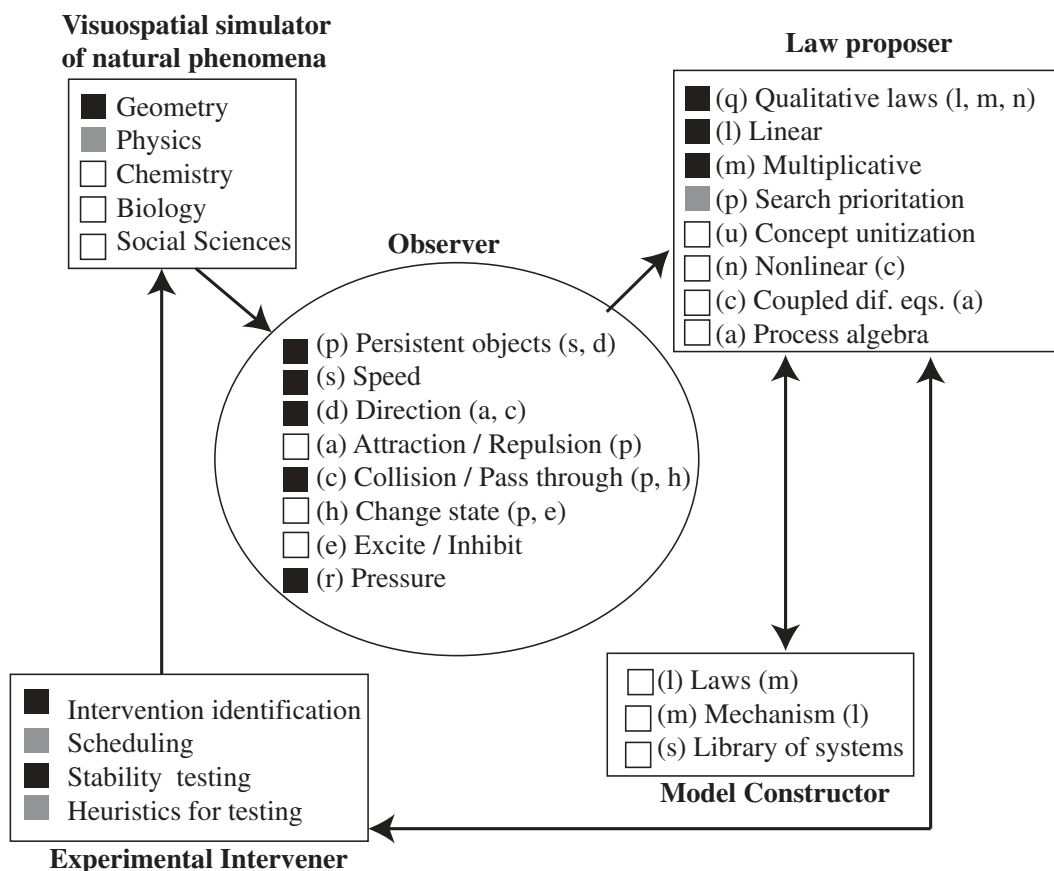 Visuospatial simulator
of natural phenomena
Geometry
Physics
Chemistry
Biology
Social Sciences
Law proposer
(q) Qualitative laws (l, m, n)
(l) Linear
(m) Multiplicative
(p) Search prioritation
(u) Concept unitization
(n) Nonlinear (c)
(c) Coupled dif. eqs. (a)
(a) Process algebra
Observer
(p) Persistent objects (s, d)
(s) Speed
(d) Direction (a, c)
(a) Attraction / Repulsion (p)
(c) Collision / Pass through (p, h)
(h) Change state (p, e)
(e) Excite / Inhibit
(r) Pressure
Intervention identification
Scheduling
Stability testing
Heuristics for testing
Experimental Intervener
(l) Laws (m)
(m) Mechanism (l)
(s) Library of systems
Model Constructor